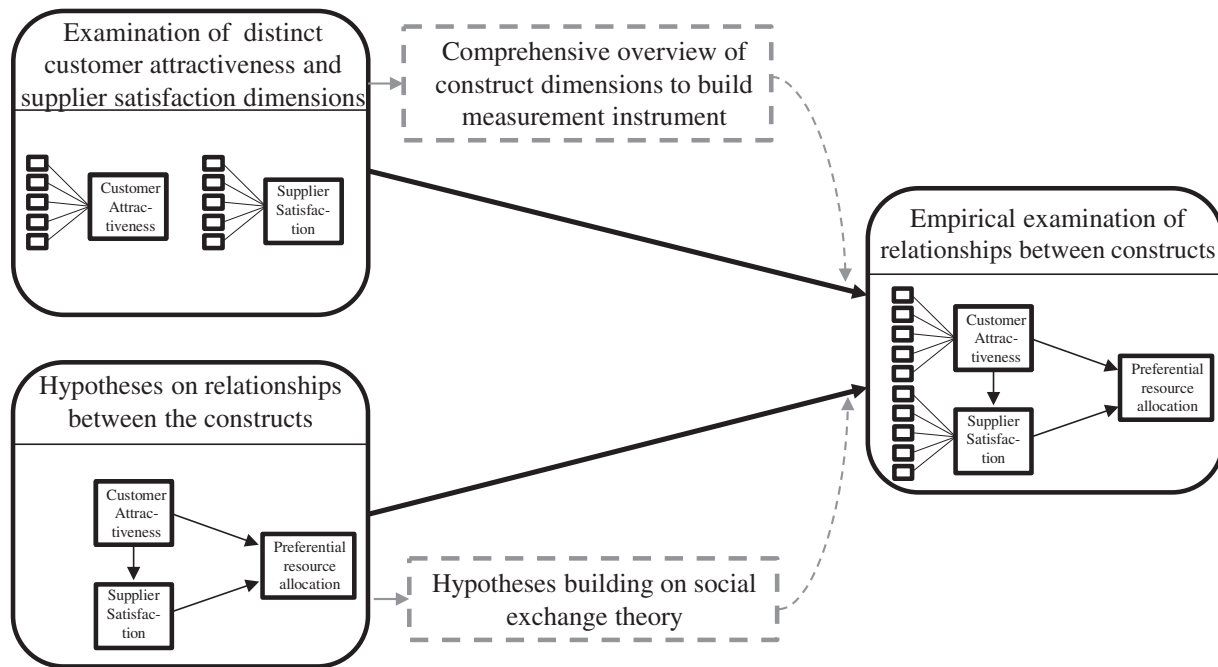 Examination of distinct
customer attractiveness and
supplier satisfaction dimensions
Customer
Attrac-
tiveness
Supplier
Satisfac-
tion
Comprehensive overview of
construct dimensions to build
measurement instrument
Hypotheses on relationships
between the constructs
Customer
Attrac-
tiveness
Supplier
Satisfac-
tion
Preferential
resource
allocation
Hypotheses building on social
exchange theory
Empirical examination of
relationships between constructs
Customer
Attrac-
tiveness
Supplier
Satisfac-
tion
Preferential
resource
allocation